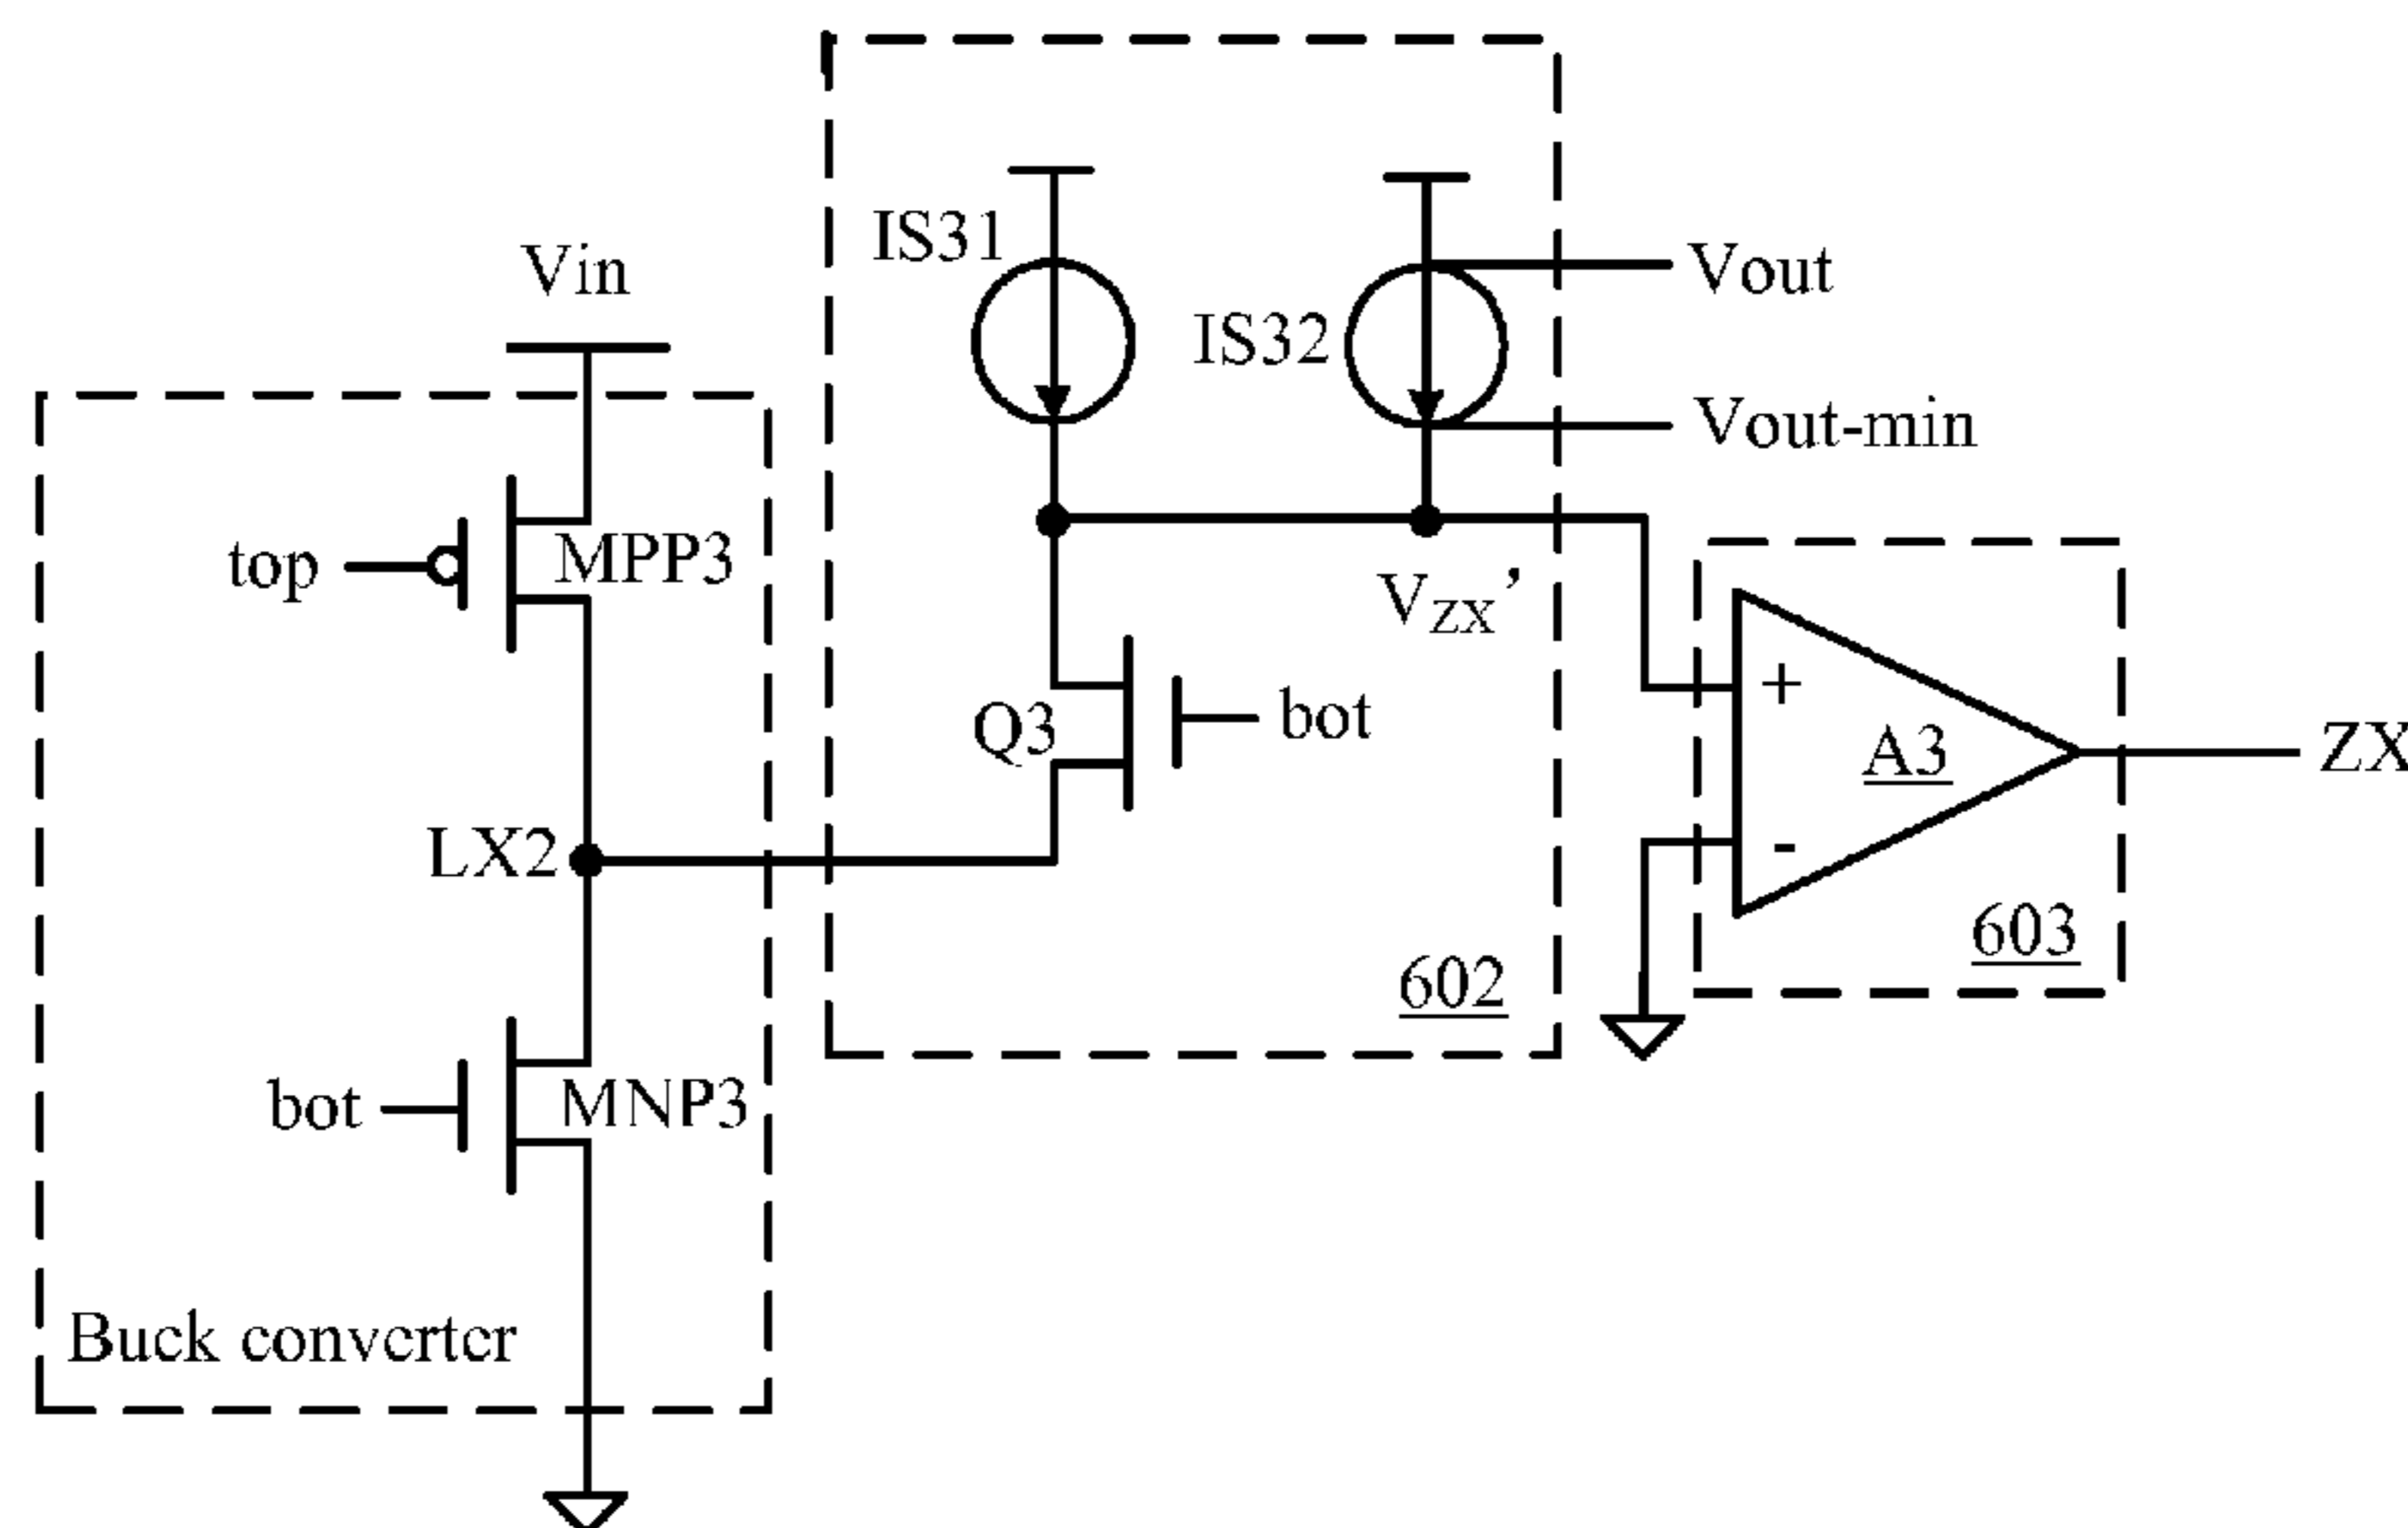 IS31
Vin
IS32
Vout
Vout-min
top
MPP3
VZX’
Q3
bot
+
A3
-
ZX
LX2
603
602
bot
MNP3
Buck converter